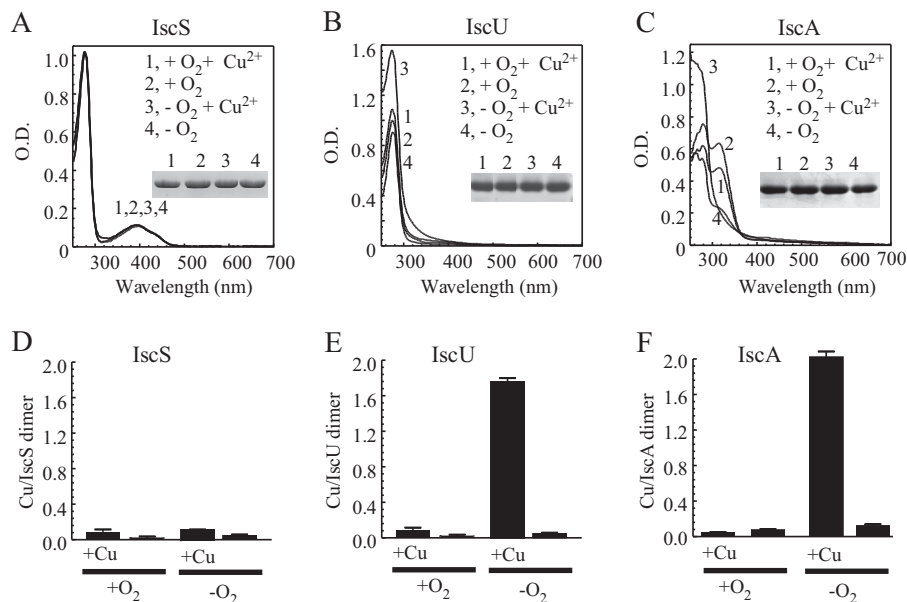 A IscS
1, + O₂+ Cu²⁺
2, + O₂
3, - O₂ + Cu²⁺
4, - O₂
1 2 3 4
1,2,3,4
O.D.
1.0
0.8
0.6
0.4
0.2
0
300 400 500 600 700
Wavelength (nm)
B IscU
1, + O₂+ Cu²⁺
2, + O₂
3, - O₂ + Cu²⁺
4, - O₂
1 2 3 4
3
1
2
4
O.D.
1.6
1.2
0.8
0.4
0
300 400 500 600 700
Wavelength (nm)
C IscA
1, + O₂+ Cu²⁺
2, + O₂
3, - O₂ + Cu²⁺
4, - O₂
1 2 3 4
3
2
1
4
O.D.
1.2
1.0
0.8
0.6
0.4
0.2
0
300 400 500 600 700
Wavelength (nm)
D IscS
Cu/IscS dimer
2.0
1.6
1.2
0.8
0.4
0.0
+Cu +Cu
+O₂ -O₂
E IscU
Cu/IscU dimer
2.0
1.6
1.2
0.8
0.4
0.0
+Cu +Cu
+O₂ -O₂
F IscA
Cu/IscA dimer
2.0
1.6
1.2
0.8
0.4
0.0
+Cu +Cu
+O₂ -O₂